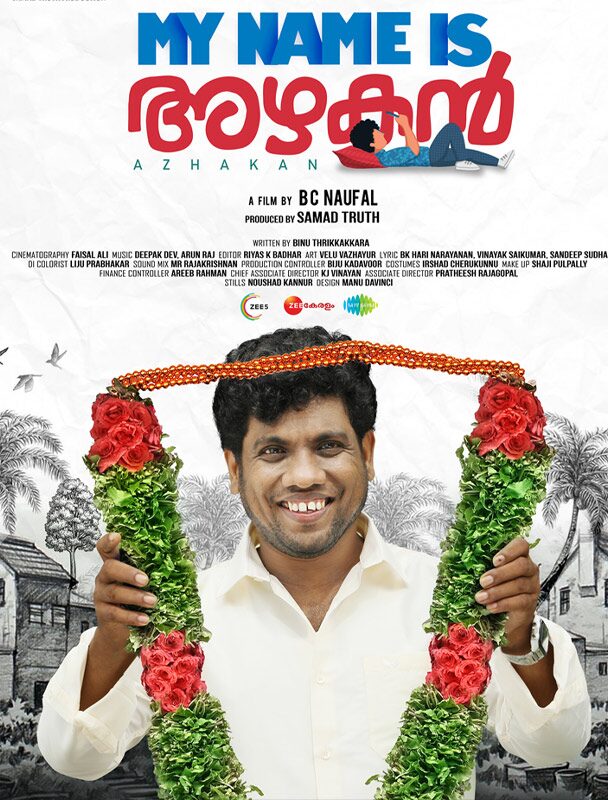 MY NAME IS
അഴകൻ
AZHAKAN
A FILM BY BC NAUFAL
PRODUCED BY SAMAD TRUTH
WRITTEN BY BINU THRIKKAKKARA
CINEMATOGRAPHY FAISAL ALI MUSIC DEEPAK DEV, ARUN RAJ EDITOR RIYAS K BADHAR ART VELU VAZHAYUR LYRIC BK HARI NARAYANAN, VINAYAK SAIKUMAR, SANDEEP SUDHA
DI COLORIST LIJU PRABHAKAR SOUND MIX MR RAJAKRISHNAN PRODUCTION CONTROLLER BIJU KADAVOOR COSTUMES IRSHAD CHERUKUNNU MAKE UP SHAJI PULPALLY
FINANCE CONTROLLER AREEB RAHMAN CHIEF ASSOCIATE DIRECTOR KJ VINAYAN ASSOCIATE DIRECTOR PRATHEESH RAJAGOPAL
STILLS NOUSHAD KANNUR DESIGN MANU DAVINCI
ZEE5 ZEE കേരളം